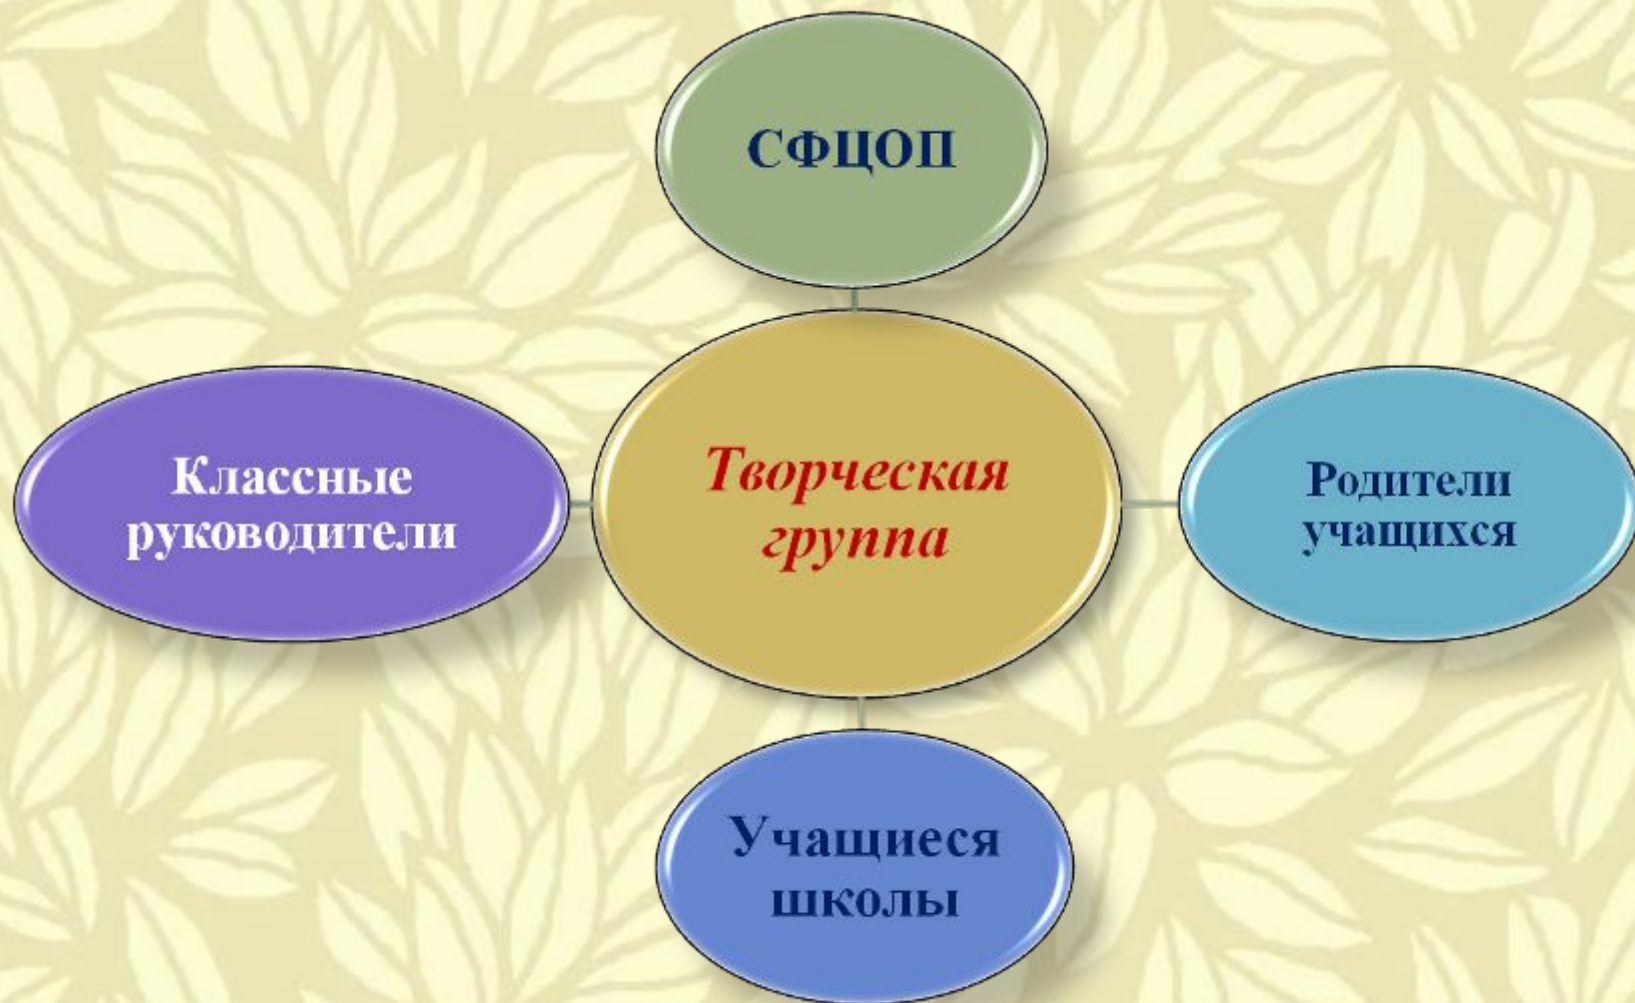 СФЦОП
Классные
руководители
Творческая
группа
Родители
учащихся
Учащиеся
школы